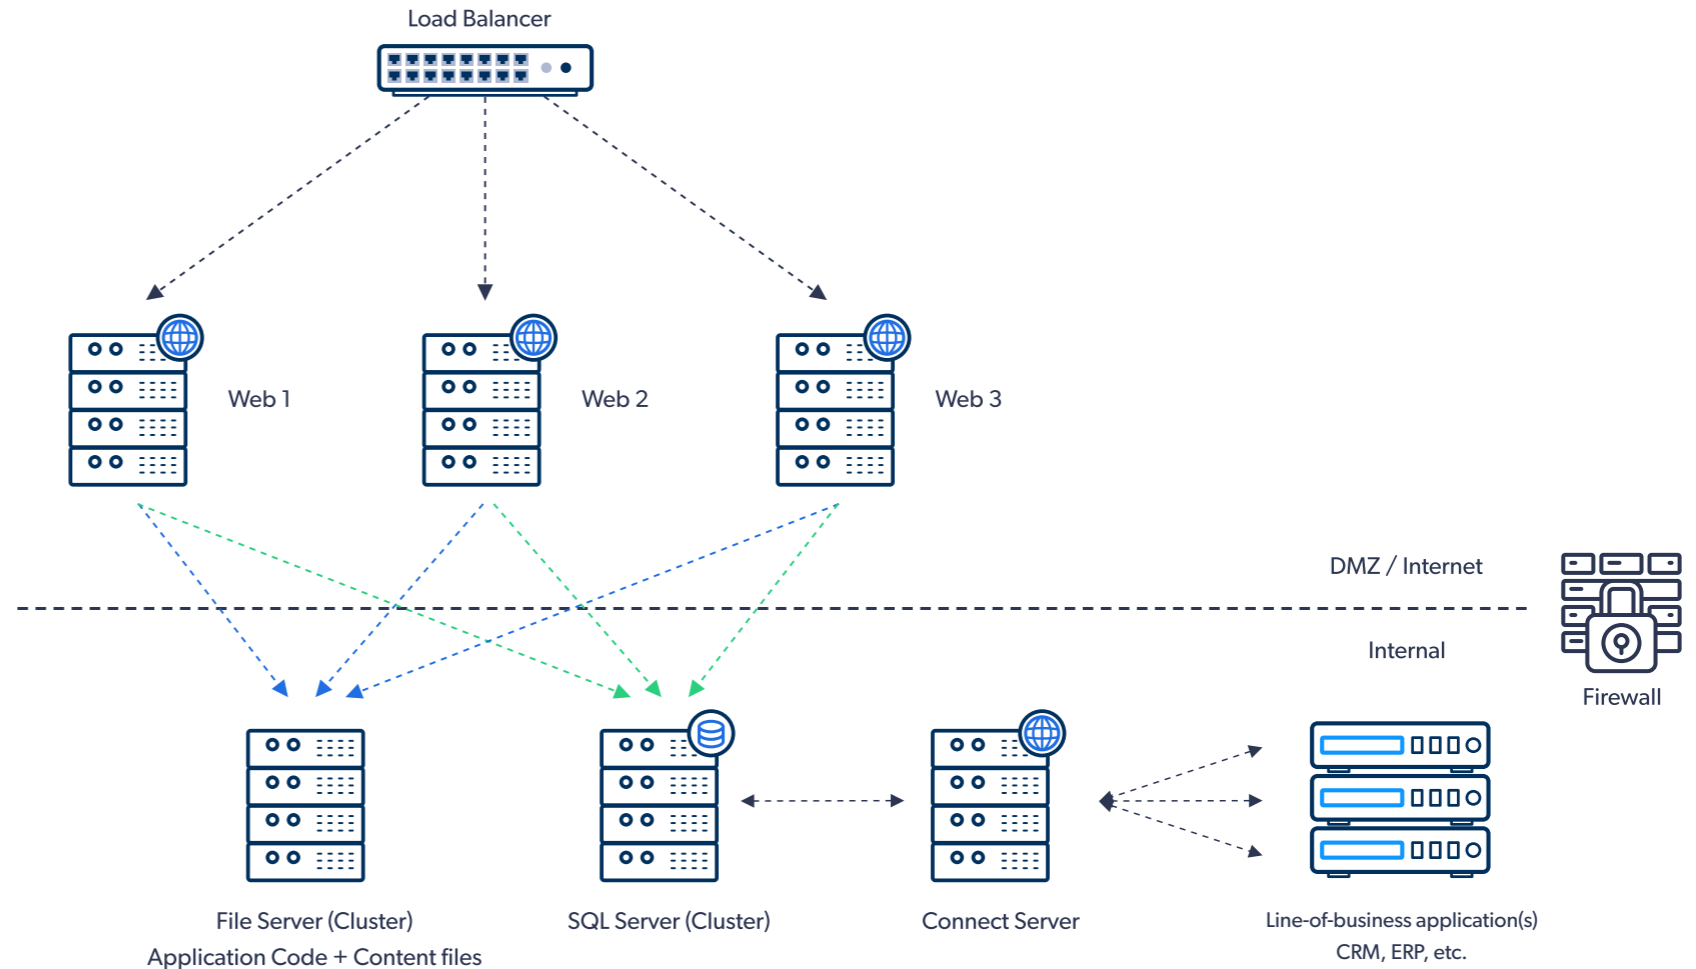 Load Balancer
Web 1
Web 2
Web 3
DMZ / Internet
Internal
Firewall
File Server (Cluster)
Application Code + Content files
SQL Server (Cluster)
Connect Server
Line-of-business application(s)
CRM, ERP, etc.